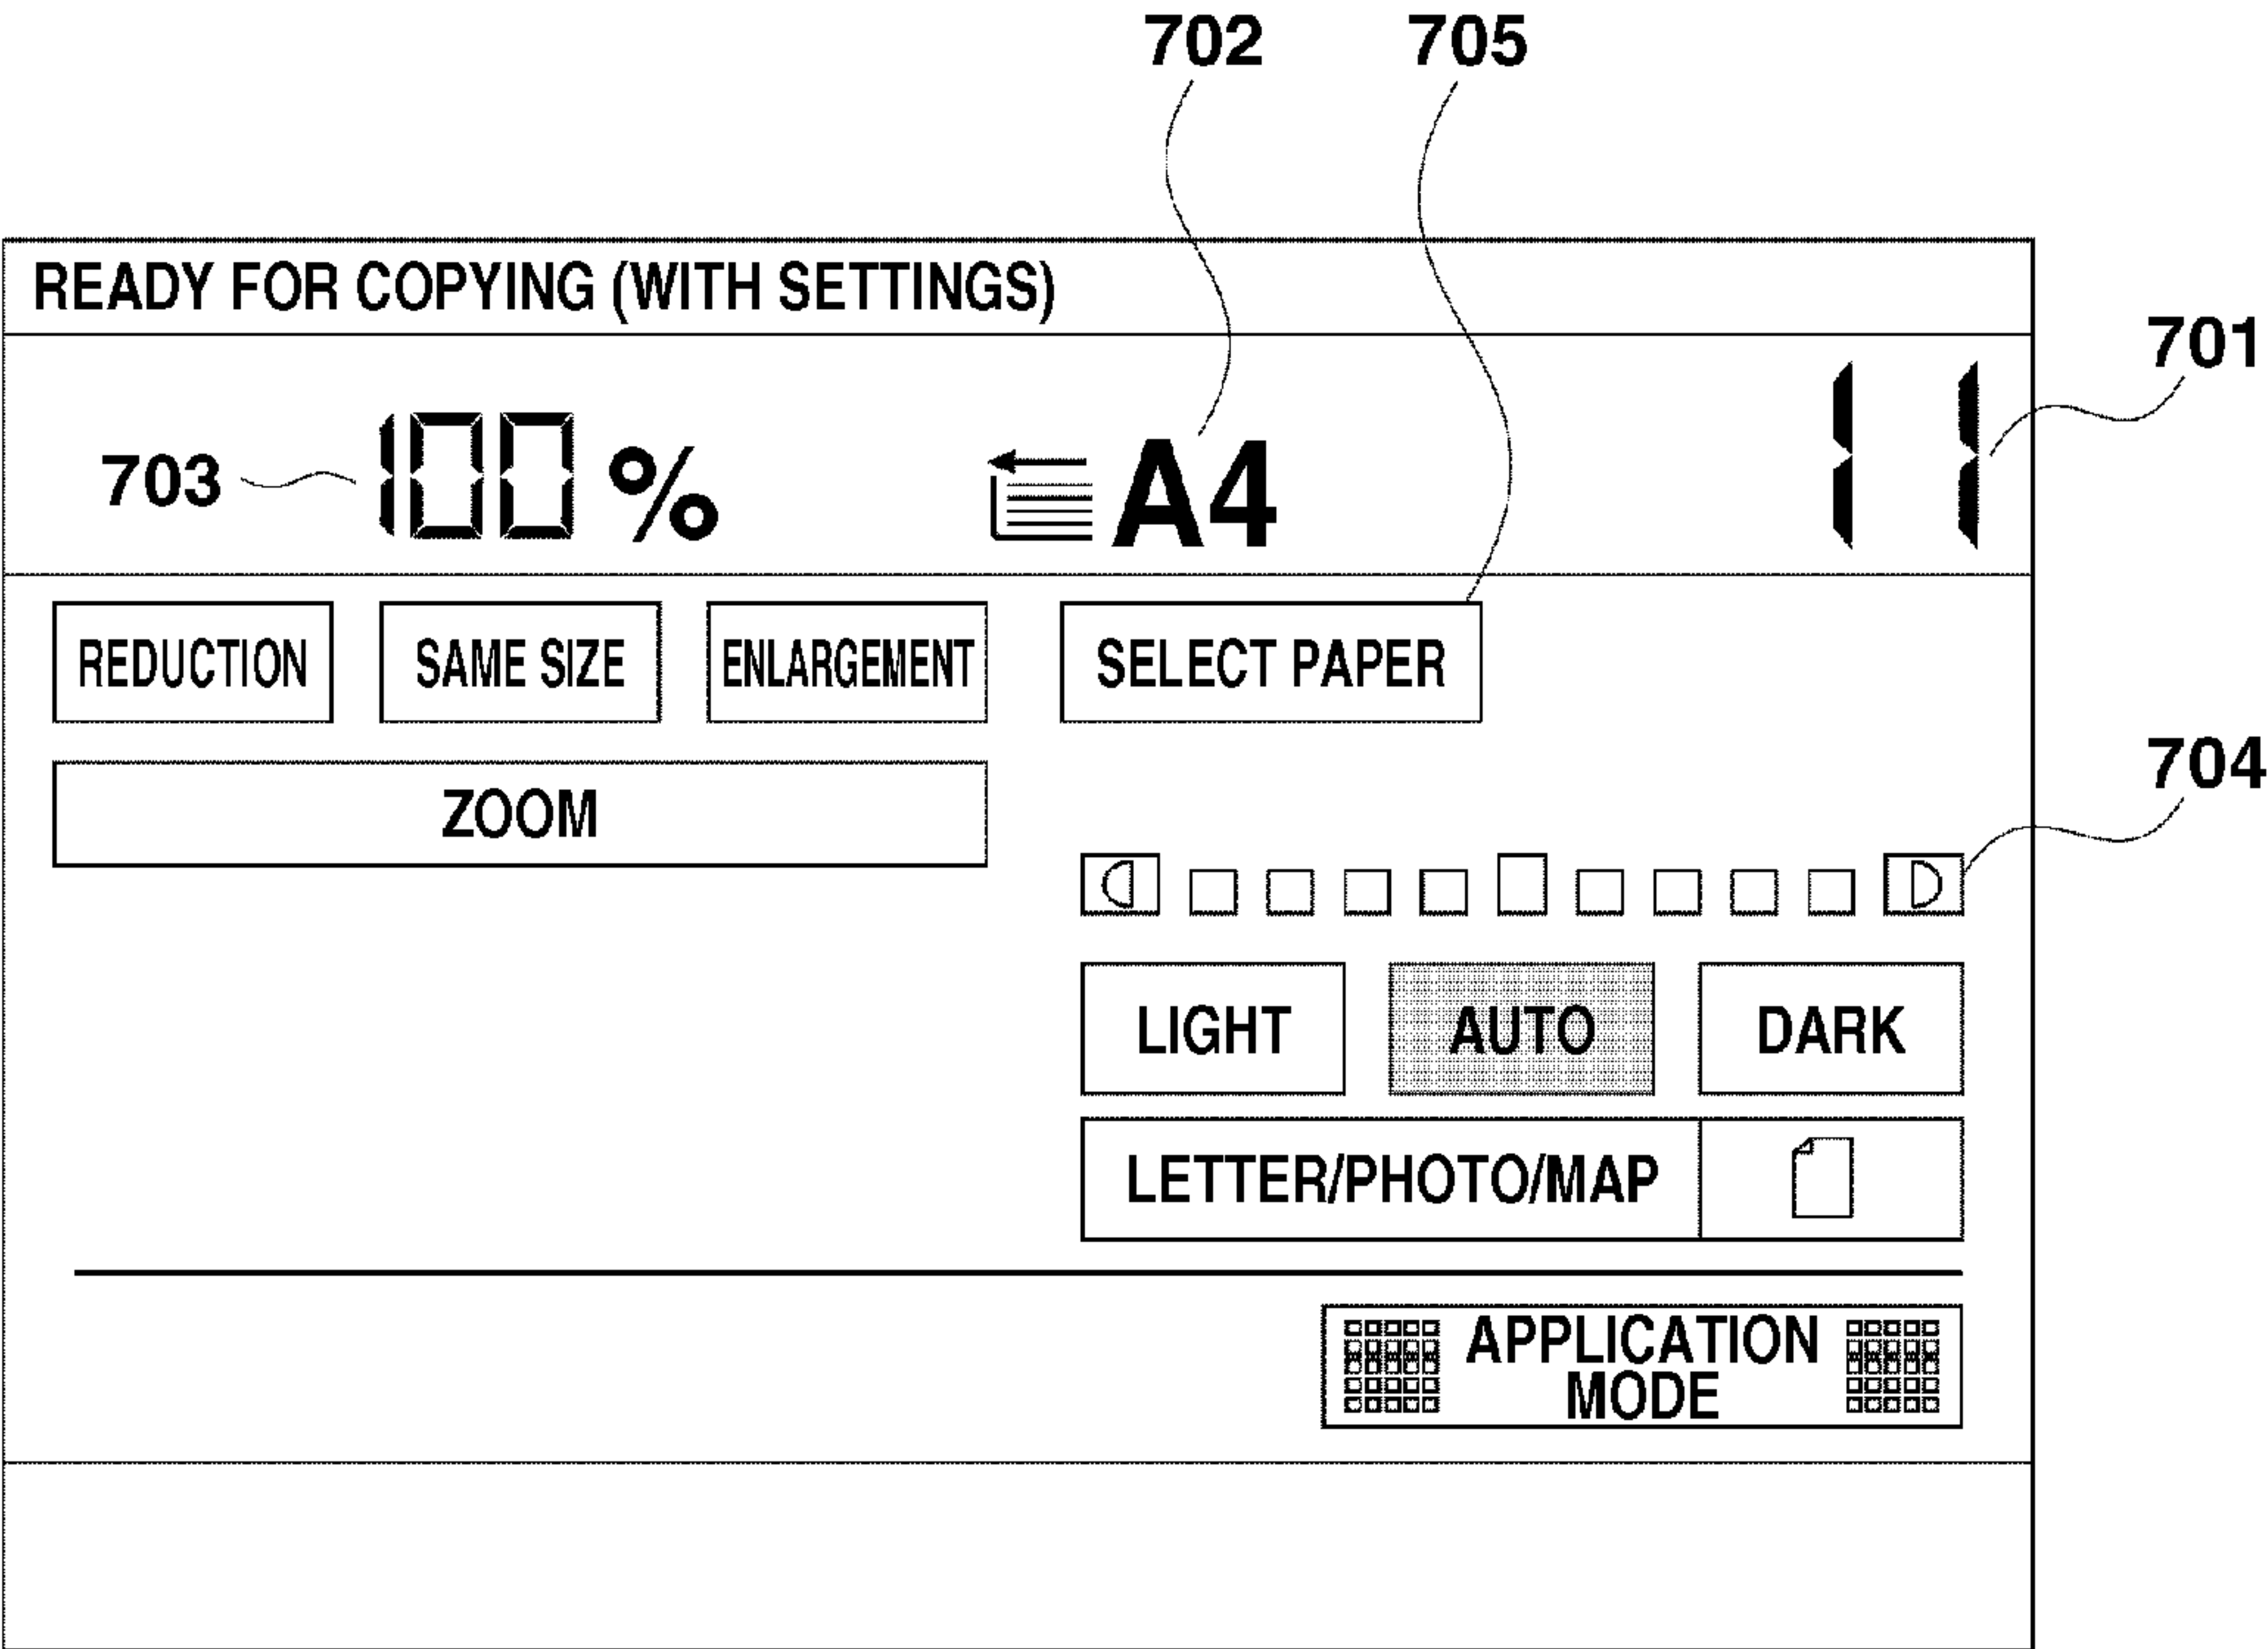 702 705
READY FOR COPYING (WITH SETTINGS)
701
703 100% A4 11
REDUCTION SAME SIZE ENLARGEMENT SELECT PAPER
704
ZOOM
LIGHT AUTO DARK
LETTER/PHOTO/MAP
APPLICATION
MODE